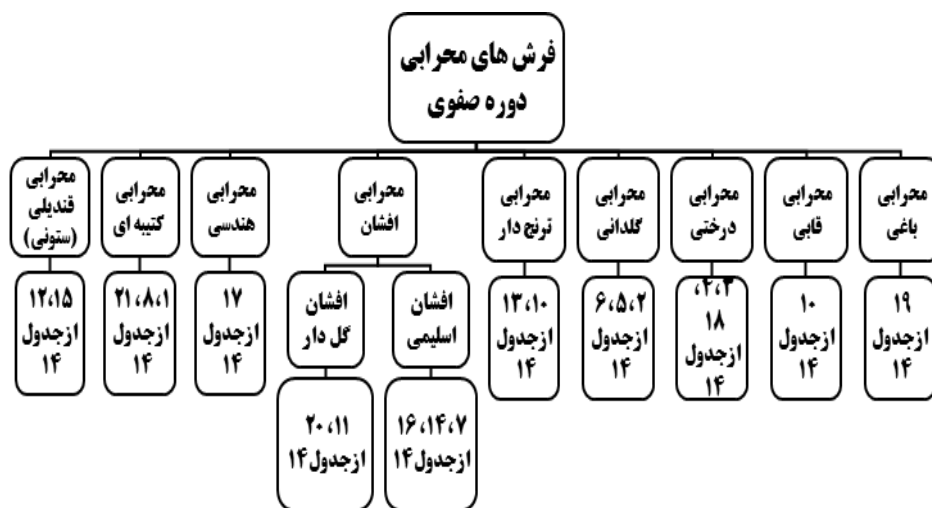 فرش های محرابی
دوره صفوی
محرابی
باغی
محرابی
قابی
محرابی
درختی
محرابی
گلدانی
محرابی
ترنج دار
محرابی
افشان
محرابی
هندسی
محرابی
کتیبه ای
محرابی
قندیلی
(ستونی)
۱۹
ازجدول
۱۴
۱۰
ازجدول
۱۴
۴،۳،
۱۸
ازجدول
۱۴
۶،۵،۲
ازجدول
۱۴
۱۳،۱۰
ازجدول
۱۴
افشان
اسلیمی
افشان
گل دار
۱۷
ازجدول
۱۴
۲۱،۸،۱
ازجدول
۱۴
۱۲،۱۵
ازجدول
۱۴
۱۶،۱۴،۷
ازجدول۱۴
۲۰،۱۱
ازجدول۱۴